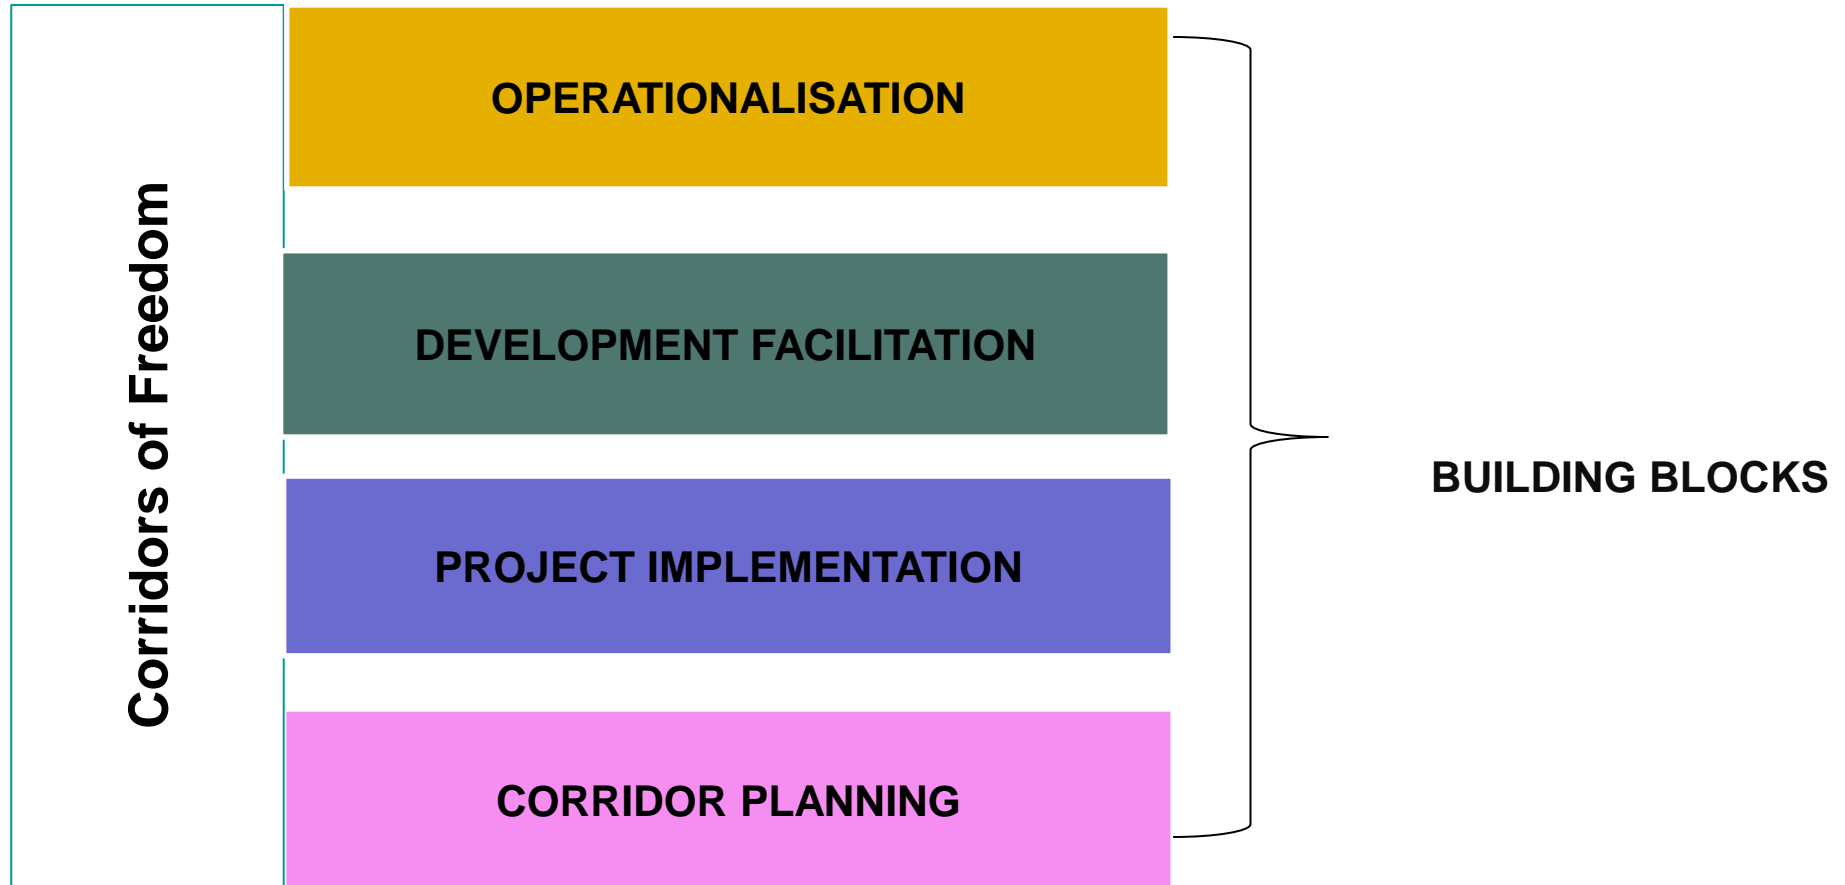 Corridors of Freedom
OPERATIONALISATION
DEVELOPMENT FACILITATION
PROJECT IMPLEMENTATION
CORRIDOR PLANNING
BUILDING BLOCKS